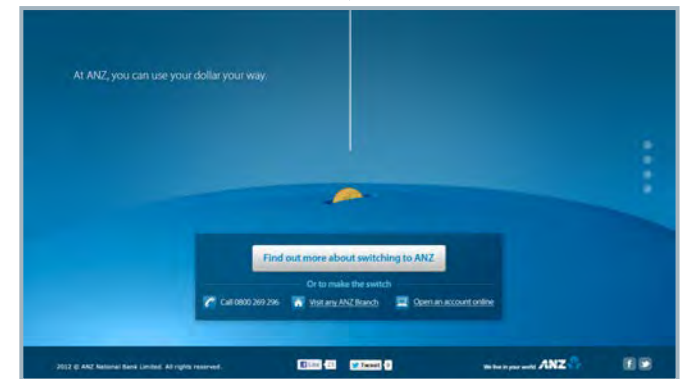 At ANZ, you can use your dollar your way.
Find out more about switching to ANZ
Or to make the switch
Call 0800 269 296 Visit any ANZ Branch Open an account online
2012 © ANZ National Bank Limited. All rights reserved. Like 23 Tweet 9 We live in your world ANZ